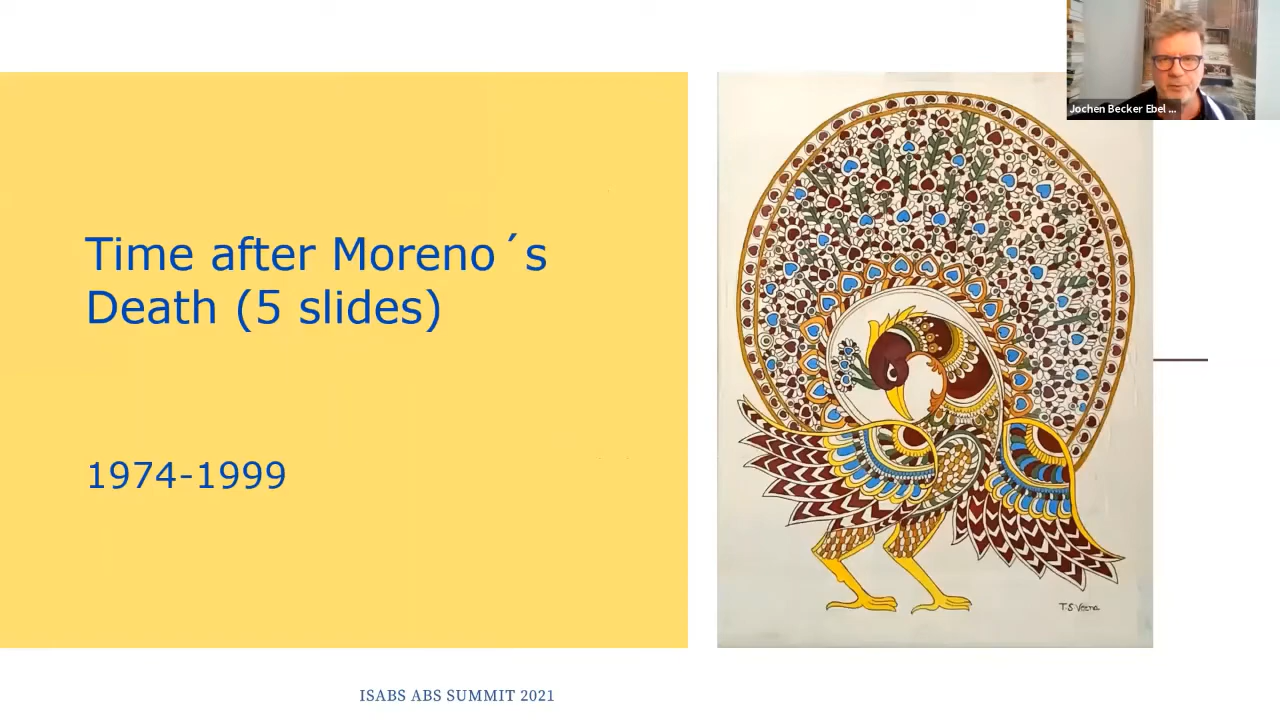 Jochen Becker Ebel ...
Time after Moreno´s
Death (5 slides)
1974-1999
T.S Veena
ISABS ABS SUMMIT 2021